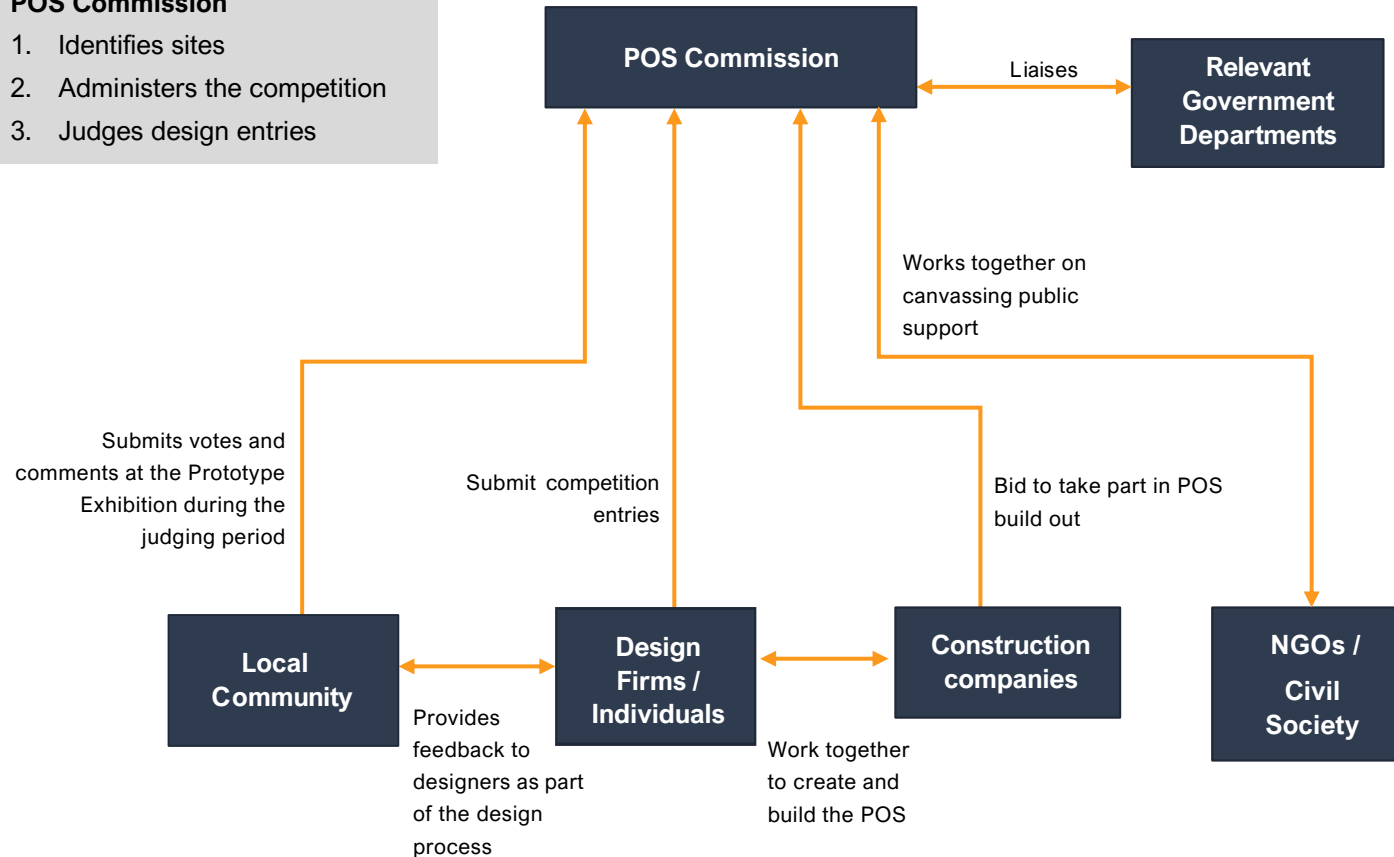 POS Commission
1. Identifies sites
2. Administers the competition
3. Judges design entries
POS Commission
Liaises
Relevant
Government
Departments
Works together on
canvassing public
support
Submits votes and
comments at the Prototype
Exhibition during the
judging period
Submit competition
entries
Bid to take part in POS
build out
Local
Community
Design
Firms /
Individuals
Construction
companies
NGOs /
Civil
Society
Provides
feedback to
designers as part
of the design
process
Work together
to create and
build the POS